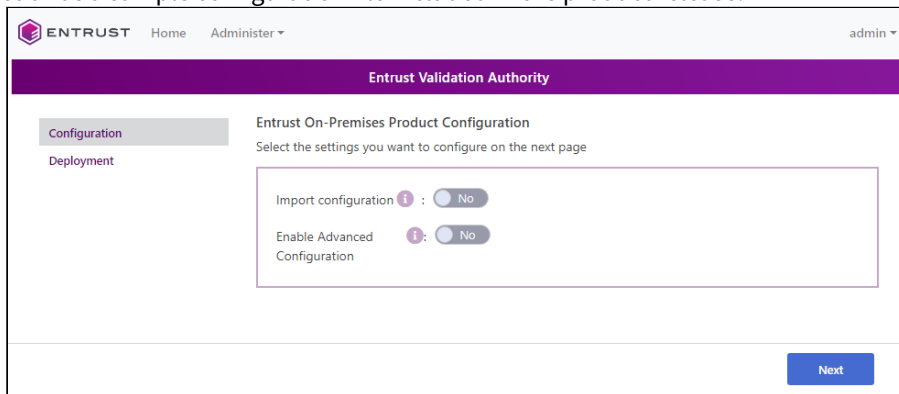 ENTRUST Home Administer admin
Entrust Validation Authority
Configuration
Deployment
Entrust On-Premises Product Configuration
Select the settings you want to configure on the next page
Import configuration i : No
Enable Advanced Configuration i : No
Next